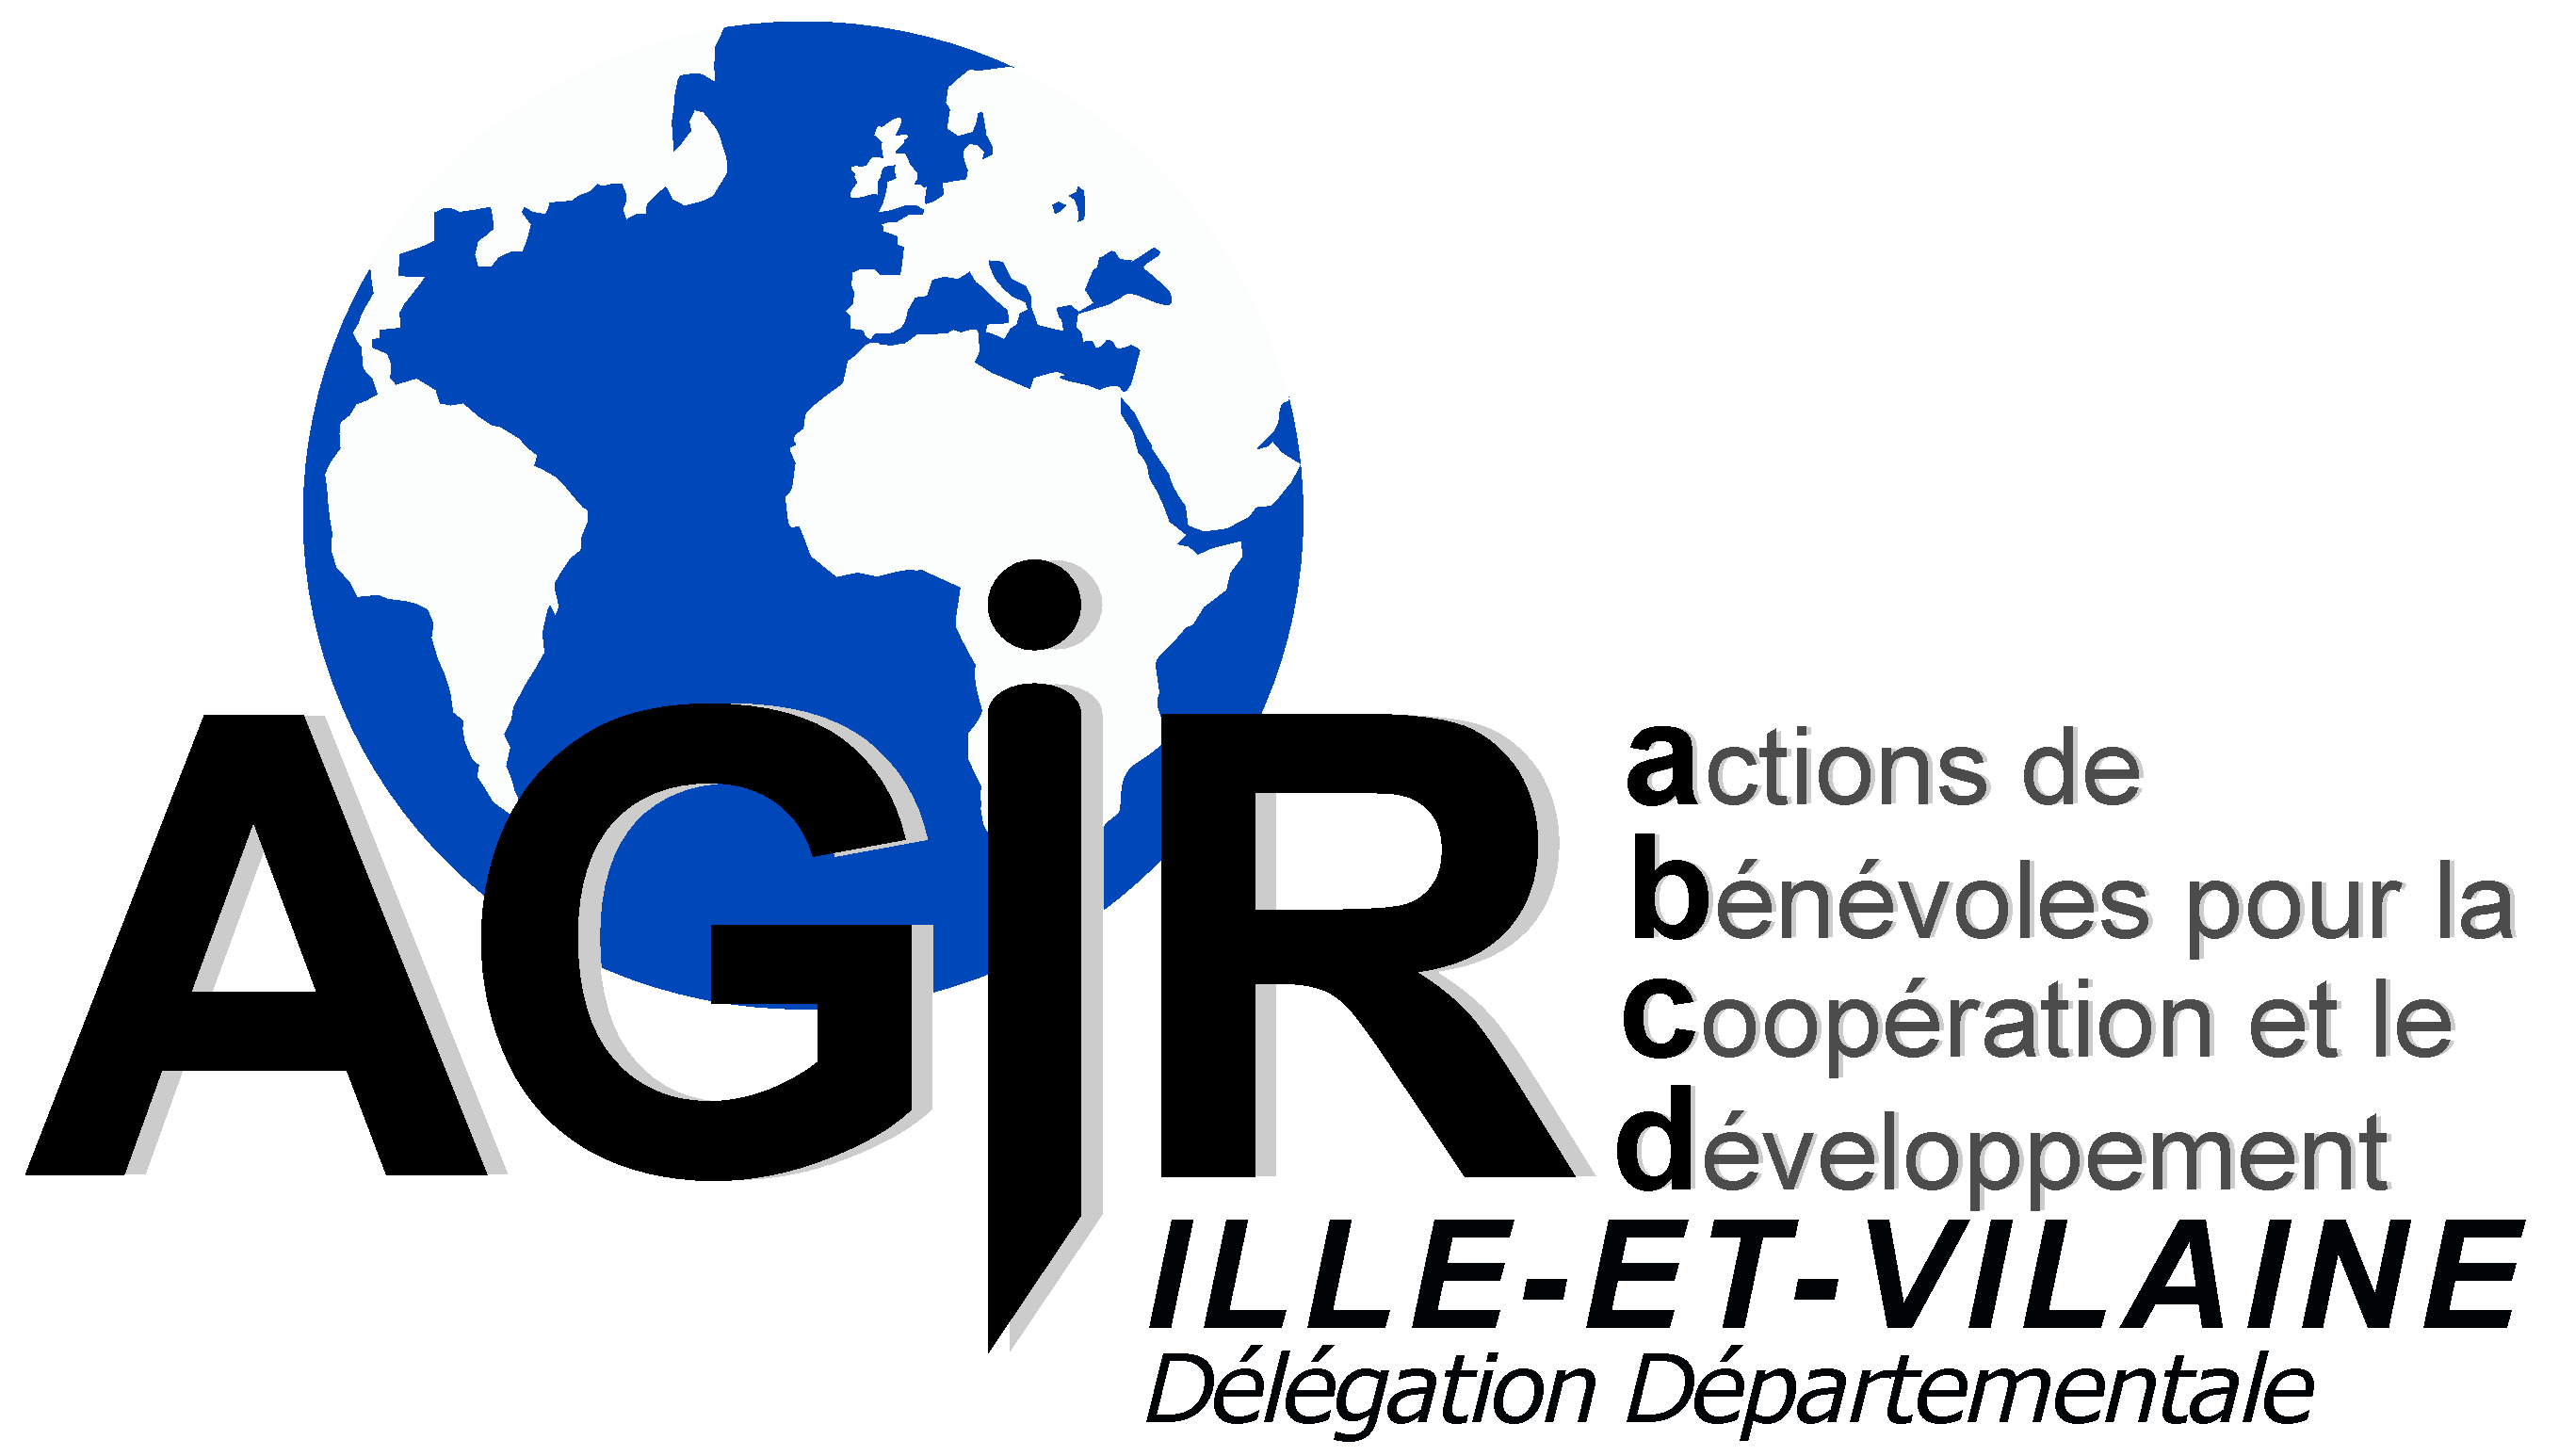 AGiR
actions de
bénévoles pour la
coopération et le
développement
ILLE-ET-VILAINE
Délégation Départementale